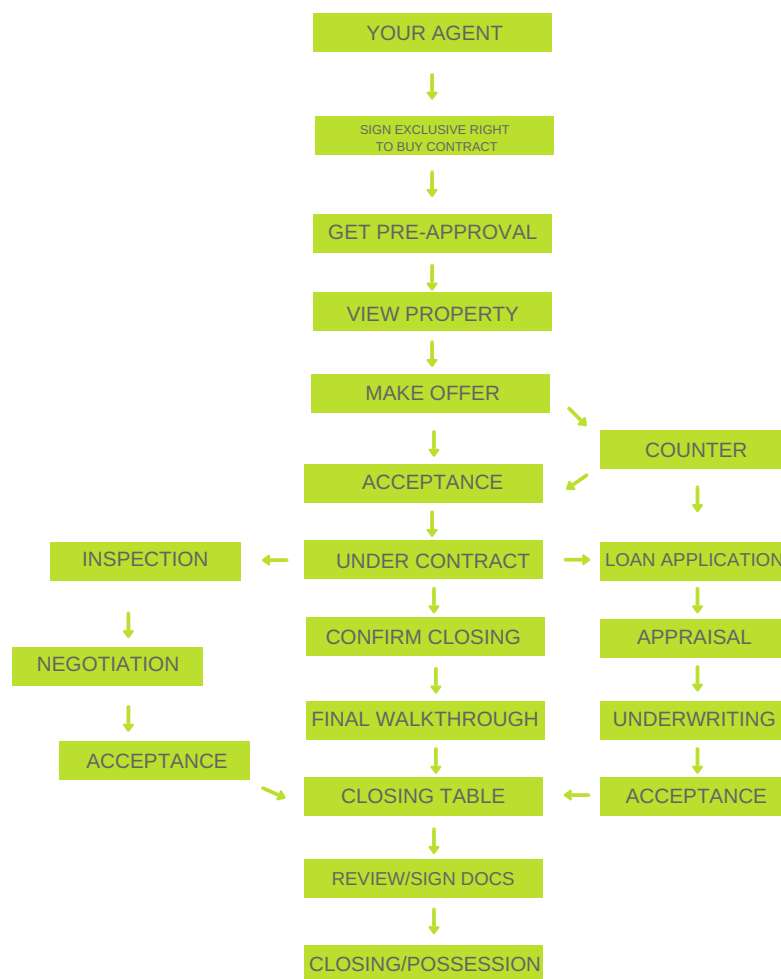 YOUR AGENT
SIGN EXCLUSIVE RIGHT
TO BUY CONTRACT
GET PRE-APPROVAL
VIEW PROPERTY
MAKE OFFER
COUNTER
ACCEPTANCE
INSPECTION
UNDER CONTRACT
LOAN APPLICATION
CONFIRM CLOSING
APPRAISAL
NEGOTIATION
FINAL WALKTHROUGH
UNDERWRITING
ACCEPTANCE
CLOSING TABLE
ACCEPTANCE
REVIEW/SIGN DOCS
CLOSING/POSSESSION